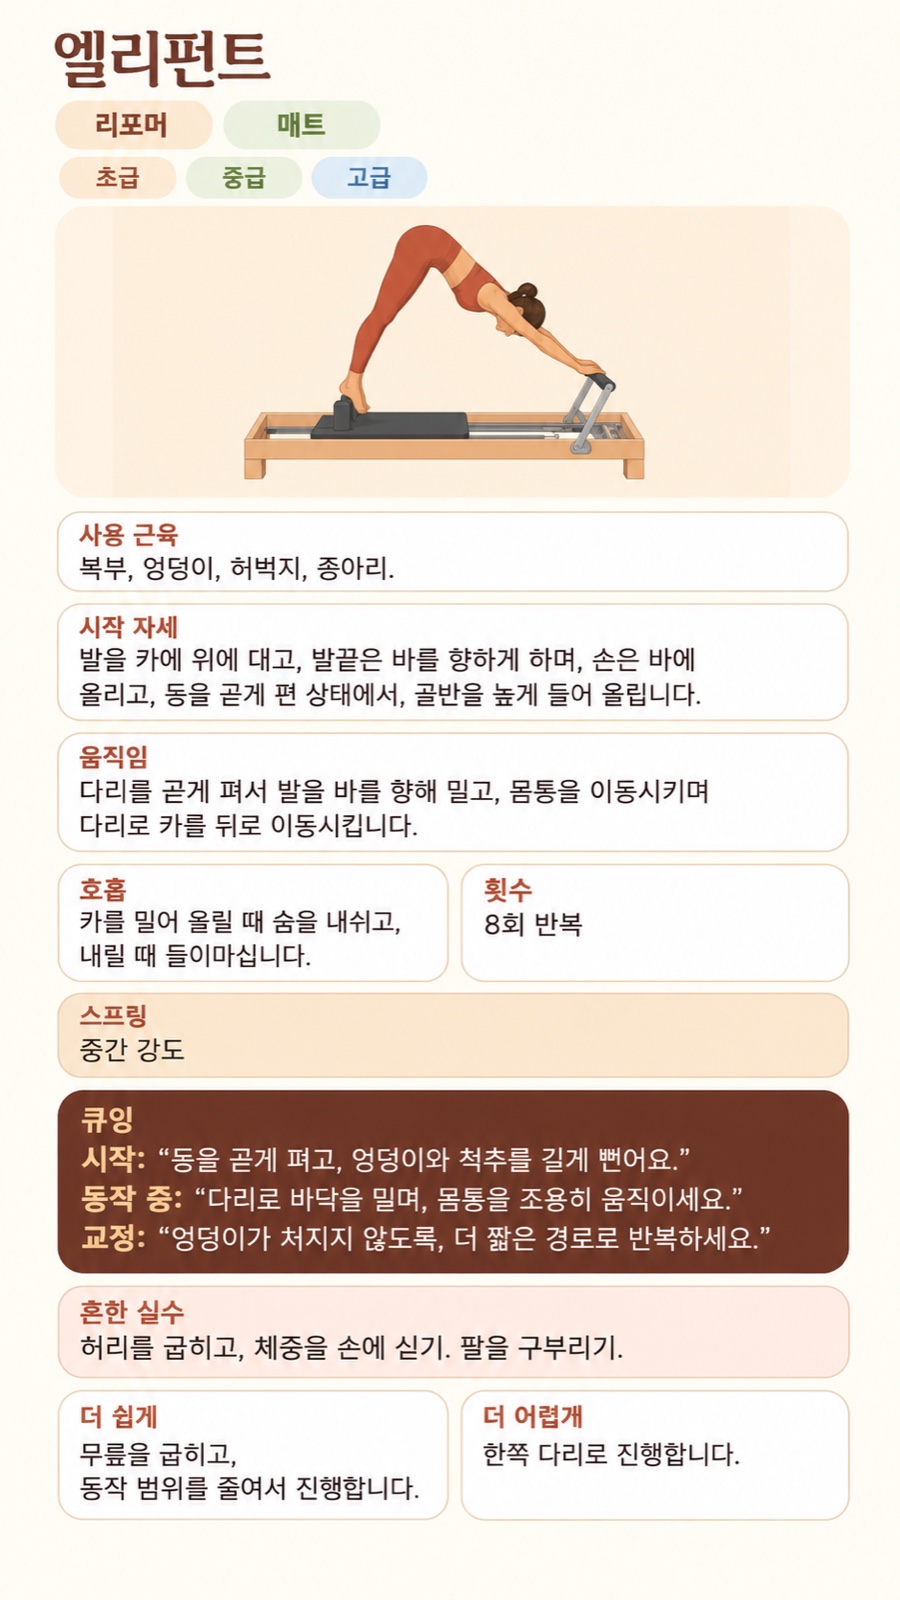 엘리펀트
리포머 매트
초급 중급 고급
사용 근육
복부, 엉덩이, 허벅지, 종아리.
시작 자세
발을 카에 위에 대고, 발끝은 바를 향하게 하며, 손은 바에
올리고, 동을 곧게 편 상태에서, 골반을 높게 들어 올립니다.
움직임
다리를 곧게 펴서 발을 바를 향해 밀고, 몸통을 이동시키며
다리로 카를 뒤로 이동시킵니다.
호흡
카를 밀어 올릴 때 숨을 내쉬고,
내릴 때 들이마십니다.
횟수
8회 반복
스프링
중간 강도
큐잉
시작: “동을 곧게 펴고, 엉덩이와 척추를 길게 뻗어요.”
동작 중: “다리로 바닥을 밀며, 몸통을 조용히 움직이세요.”
교정: “엉덩이가 처지지 않도록, 더 짧은 경로로 반복하세요.”
혼한 실수
허리를 굽히고, 체중을 손에 싣기. 팔을 구부리기.
더 쉽게
무릎을 굽히고,
동작 범위를 줄여서 진행합니다.
더 어렵개
한쪽 다리로 진행합니다.